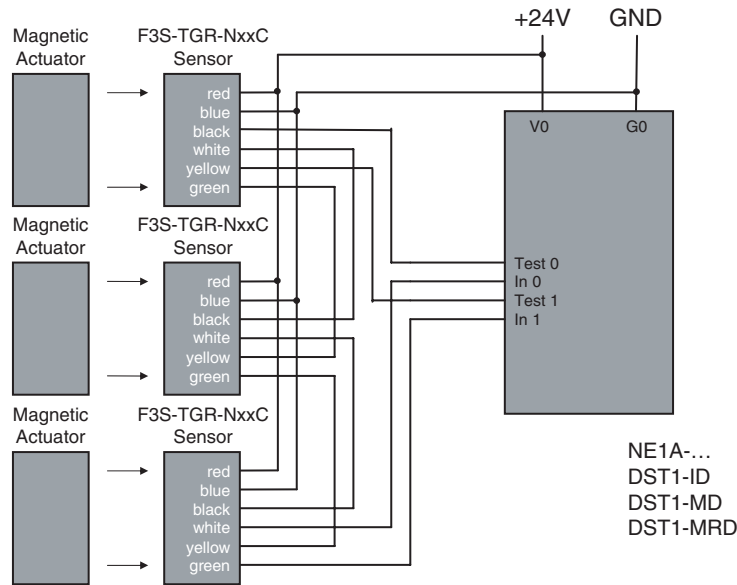 +24V GND
Magnetic
Actuator
F3S-TGR-NxxC
Sensor
red
blue
black
white
yellow
green
V0 G0
Magnetic
Actuator
F3S-TGR-NxxC
Sensor
red
blue
black
white
yellow
green
Test 0
In 0
Test 1
In 1
Magnetic
Actuator
F3S-TGR-NxxC
Sensor
red
blue
black
white
yellow
green
NE1A-...
DST1-ID
DST1-MD
DST1-MRD